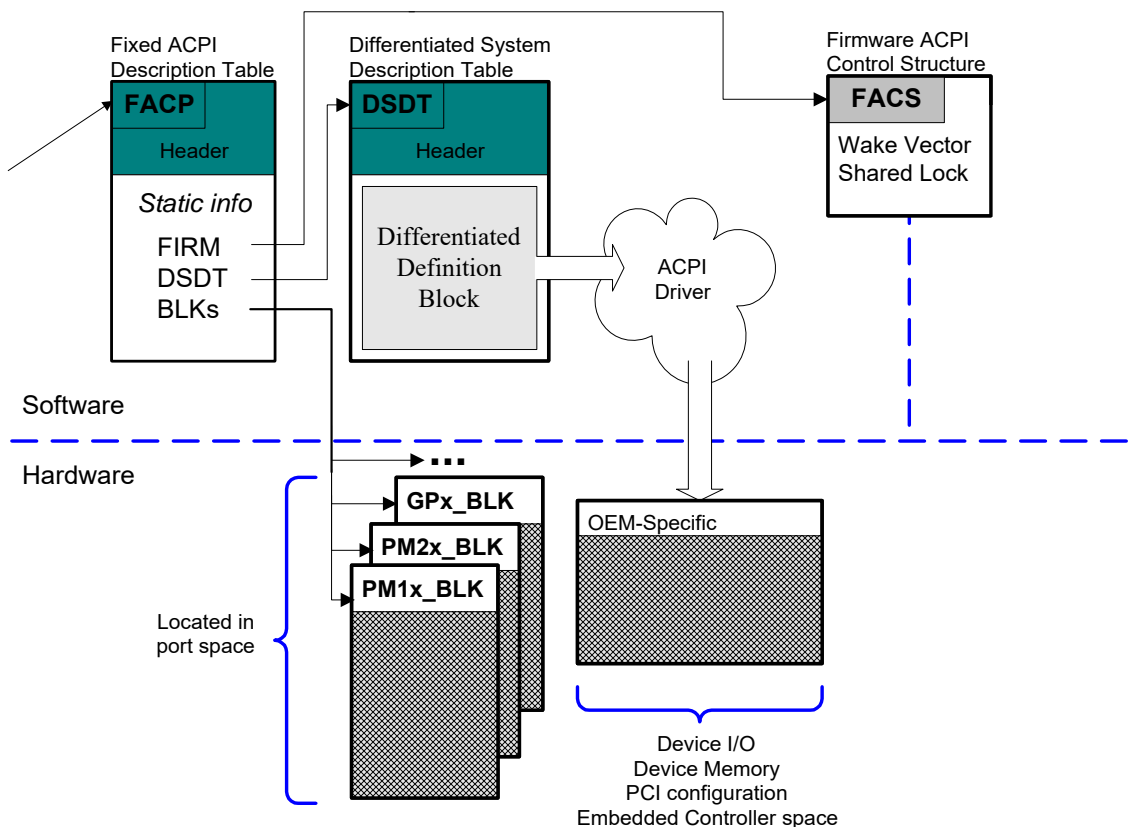 Fixed ACPI
Description Table
FACP
Header
Static info
FIRM
DSDT
BLKs
Differentiated System
Description Table
DSDT
Header
Differentiated
Definition
Block
ACPI
Driver
Firmware ACPI
Control Structure
FACS
Wake Vector
Shared Lock
Software
Hardware
...
GPx_BLK
PM2x_BLK
PM1x_BLK
Located in
port space
OEM-Specific
Device I/O
Device Memory
PCI configuration
Embedded Controller space